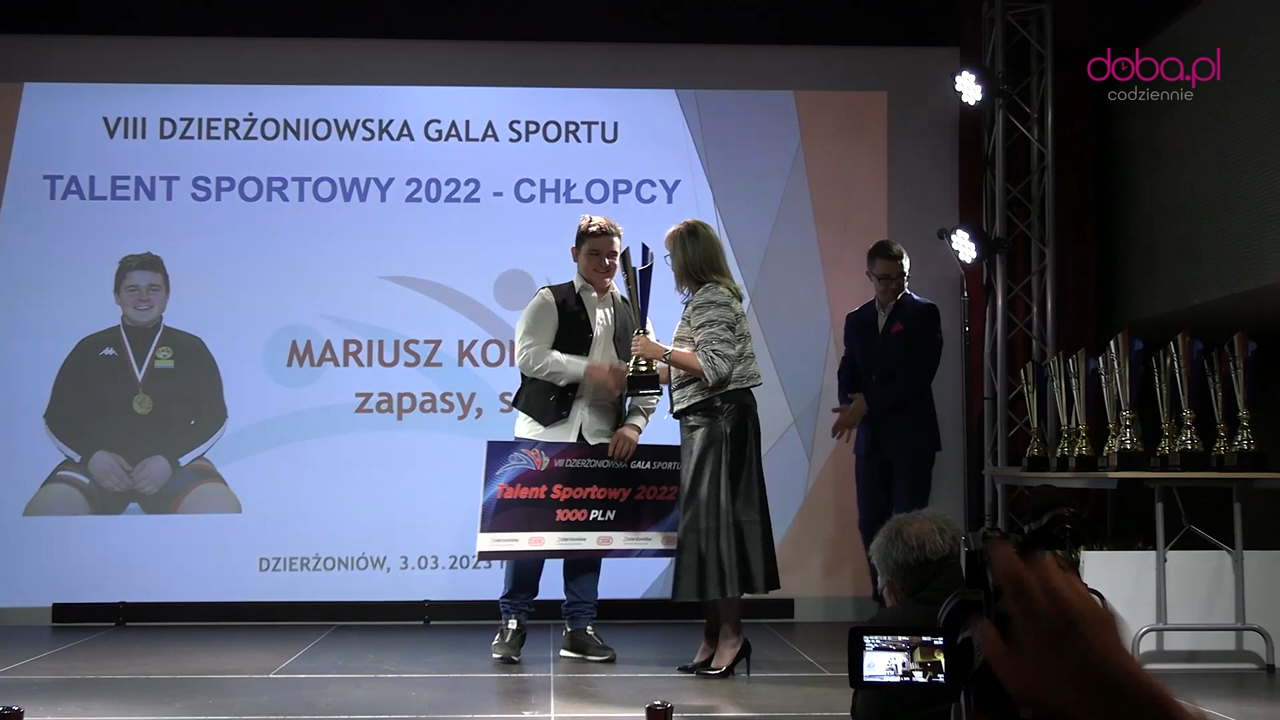 doba.pl
codziennie
VIII DZIERŻONIOWSKA GALA SPORTU
TALENT SPORTOWY 2022 - CHŁOPCY
MARIUSZ
zapasy,
VIII DZIERŻONIOWSKA GALA SPORTU
Talent Sportowy 2022
1000 PLN
DZIERŻONIÓW, 3.03.2023